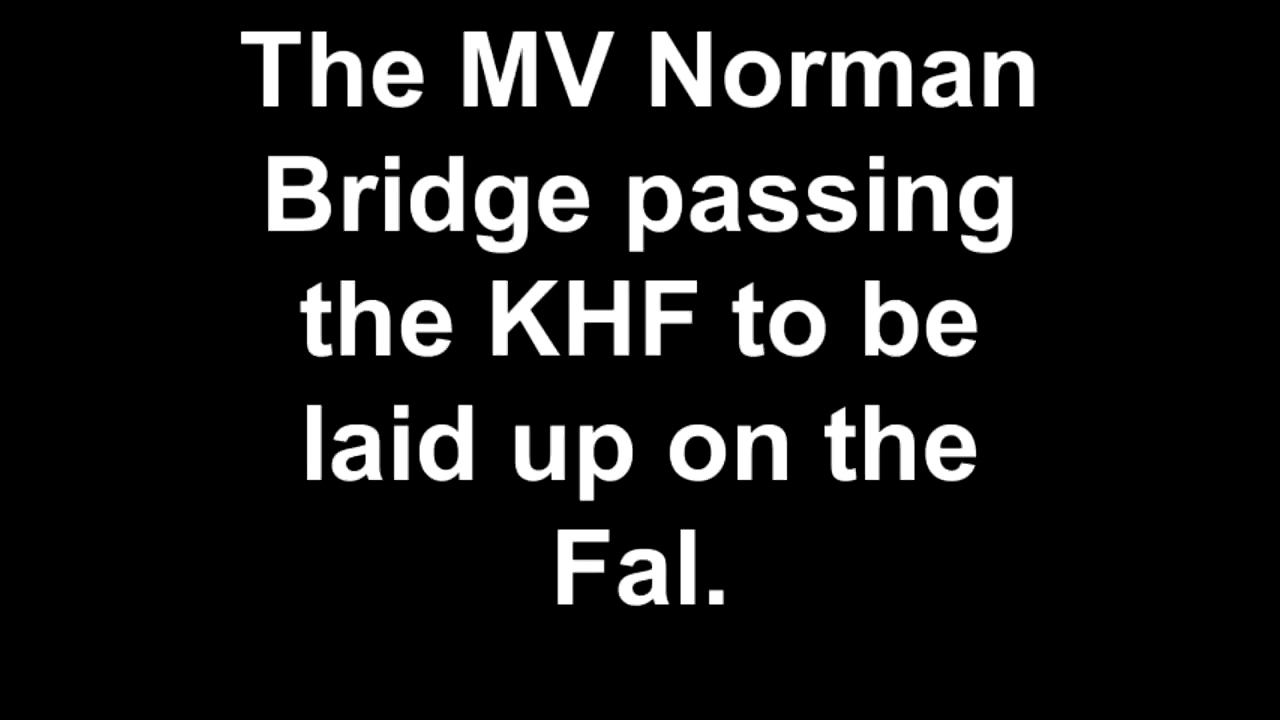 The MV Norman
Bridge passing
the KHF to be
laid up on the
Fal.